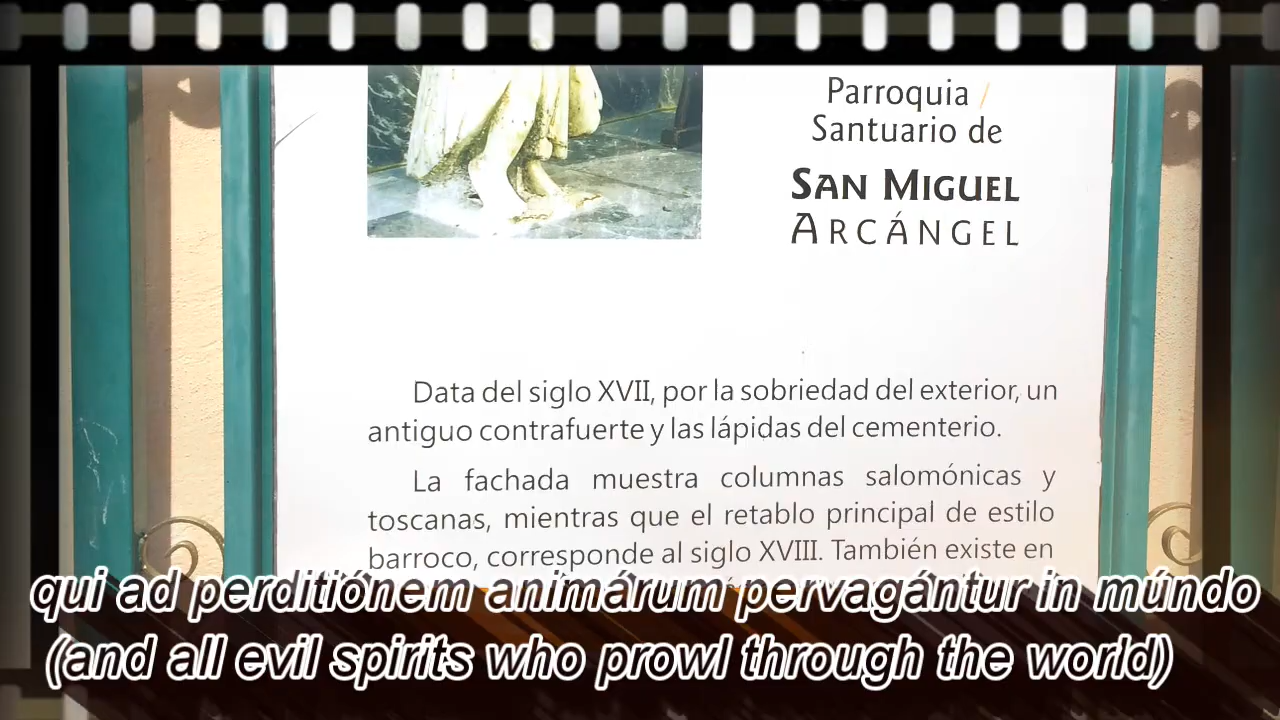 Parroquia /
Santuario de
SAN MIGUEL
ARCÁNGEL
Data del siglo XVII, por la sobriedad del exterior, un
antiguo contrafuerte y las lápidas del cementerio.
La fachada muestra columnas salomónicas y
toscanas, mientras que el retablo principal de estilo
barroco, corresponde al siglo XVIII. También existe en
qui ad perditiónem animárum pervagántur in múndo
(and all evil spirits who prowl through the world)